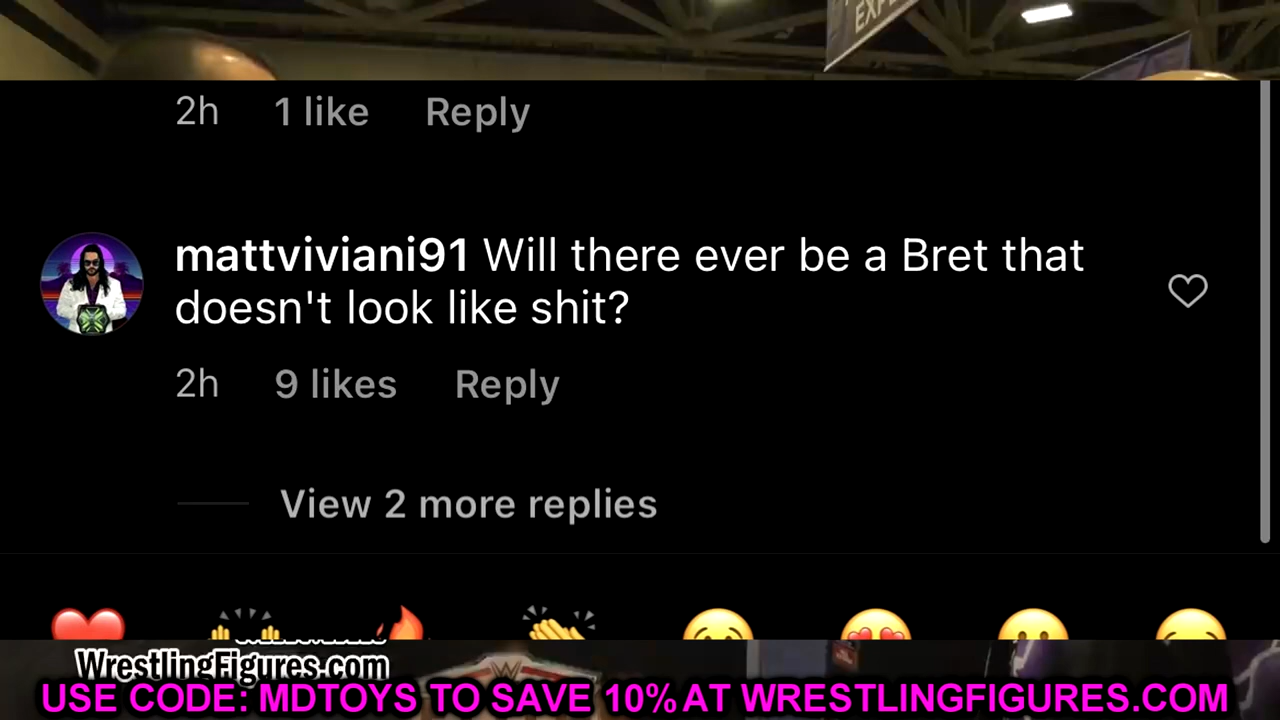 EXP
2h 1 like Reply
mattviviani91 Will there ever be a Bret that
doesn't look like shit?
2h 9 likes Reply
View 2 more replies
WrestlingFigures.com
USE CODE: MDTOYS TO SAVE 10% AT WRESTLINGFIGURES.COM